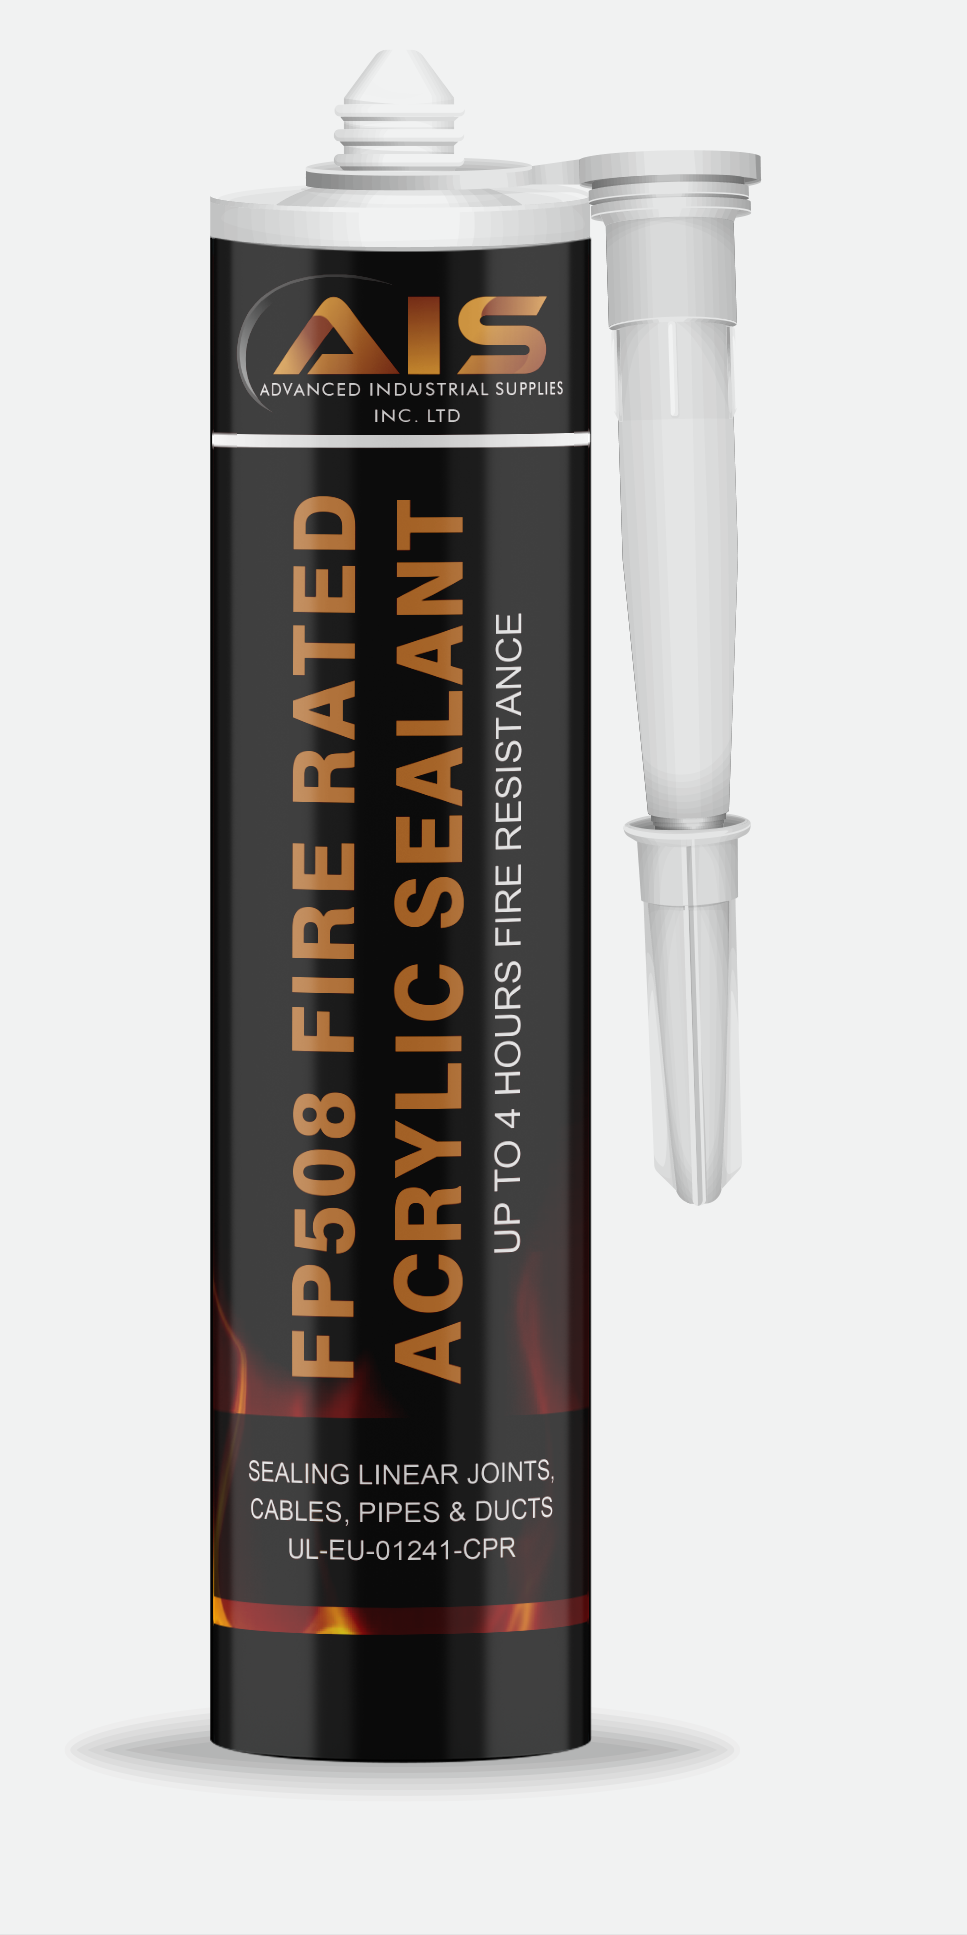 AIS
ADVANCED INDUSTRIAL SUPPLIES
INC. LTD
FP508 FIRE RATED
ACRYLIC SEALANT
UP TO 4 HOURS FIRE RESISTANCE
SEALING LINEAR JOINTS,
CABLES, PIPES & DUCTS
UL-EU-01241-CPR